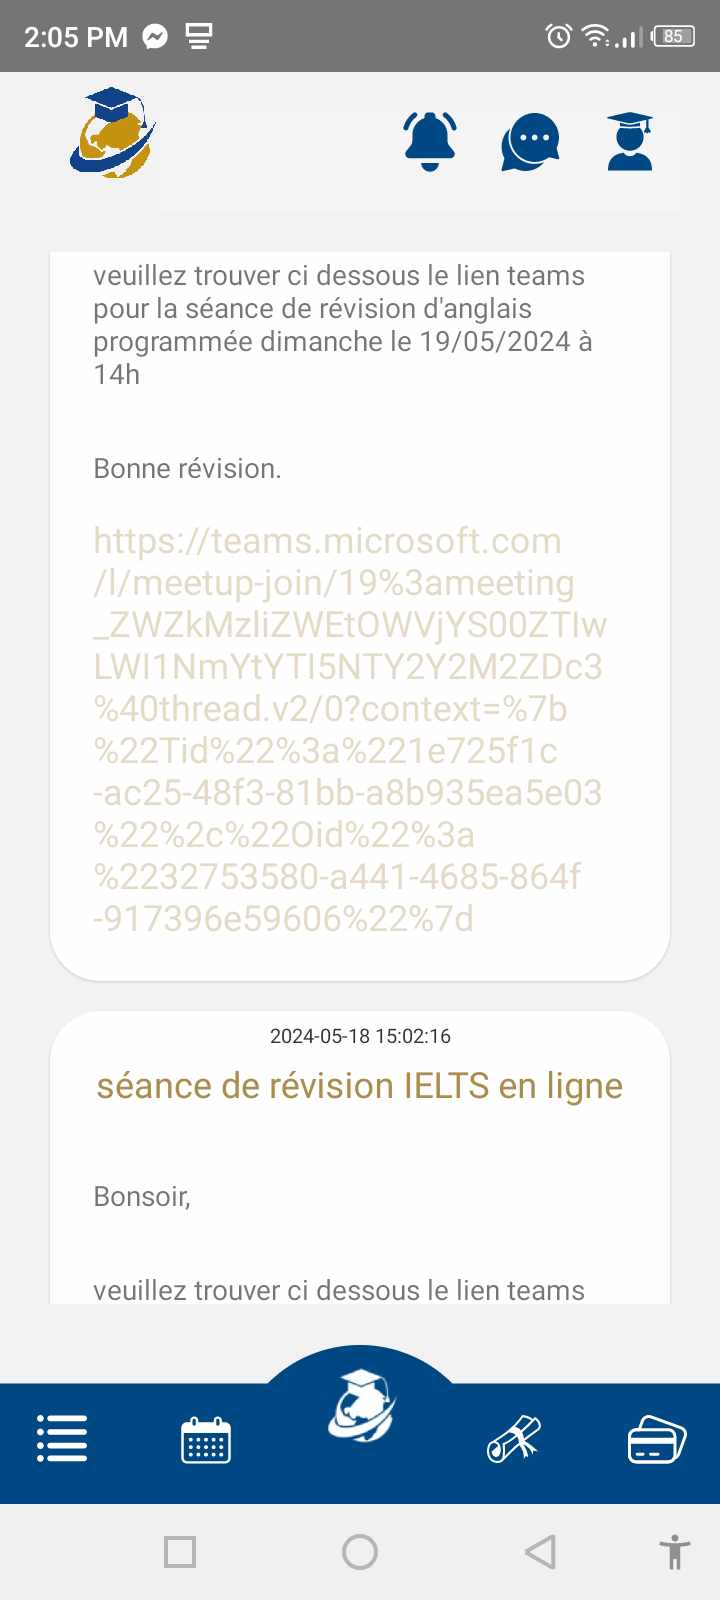 2:05 PM
85
veuillez trouver ci dessous le lien teams
pour la séance de révision d'anglais
programmée dimanche le 19/05/2024 à
14h
Bonne révision.
https://teams.microsoft.com
/l/meetup-join/19%3ameeting
_ZWZkMzliZWEtOWVjYS00ZTIw
LWI1NmYtYTI5NTY2Y2M2ZDc3
%40thread.v2/0?context=%7b
%22Tid%22%3a%221e725f1c
-ac25-48f3-81bb-a8b935ea5e03
%22%2c%22Oid%22%3a
%2232753580-a441-4685-864f
-917396e59606%22%7d
2024-05-18 15:02:16
séance de révision IELTS en ligne
Bonsoir,
veuillez trouver ci dessous le lien teams